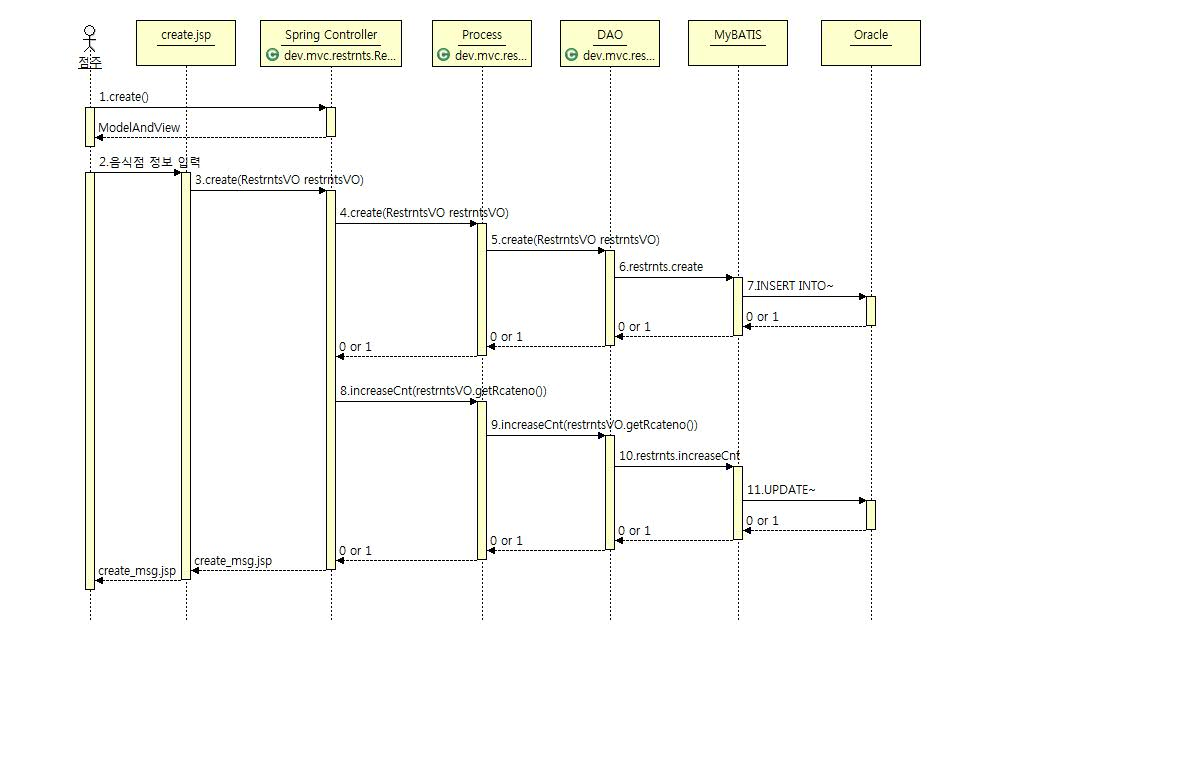 점주
create.jsp
Spring Controller
dev.mvc.restrnts.Re...
Process
dev.mvc.res...
DAO
dev.mvc.res...
MyBATIS
Oracle
1.create()
ModelAndView
2.음식점 정보 입력
3.create(RestrntsVO restrntsVO)
4.create(RestrntsVO restrntsVO)
5.create(RestrntsVO restrntsVO)
6.restrnts.create
7.INSERT INTO~
0 or 1
0 or 1
0 or 1
0 or 1
8.increaseCnt(restrntsVO.getRcateno())
9.increaseCnt(restrntsVO.getRcateno())
10.restrnts.increaseCnt
11.UPDATE~
0 or 1
0 or 1
0 or 1
0 or 1
create_msg.jsp
create_msg.jsp